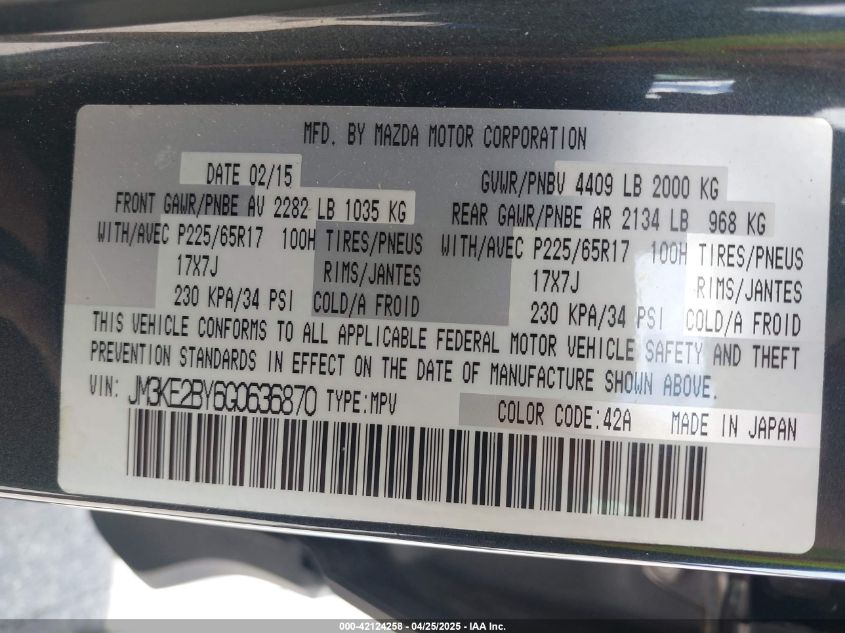 MFD. BY MAZDA MOTOR CORPORATION
DATE 02/15 GVWR/PNBV 4409 LB 2000 KG
FRONT GAWR/PNBE AV 2282 LB 1035 KG REAR GAWR/PNBE AR 2134 LB 968 KG
WITH/AVEC P225/65R17 100H TIRES/PNEUS WITH/AVEC P225/65R17 100H TIRES/PNEUS
17X7J RIMS/JANTES 17X7J RIMS/JANTES
230 KPA/34 PSI COLD/A FROID 230 KPA/34 PSI COLD/A FROID
THIS VEHICLE CONFORMS TO ALL APPLICABLE FEDERAL MOTOR VEHICLE SAFETY AND THEFT
PREVENTION STANDARDS IN EFFECT ON THE DATE OF MANUFACTURE SHOWN ABOVE.
VIN: JM3KE2BY6G0636870 TYPE:MPV COLOR CODE:42A MADE IN JAPAN
000-42124258 - 04/25/2025 - IAA Inc.